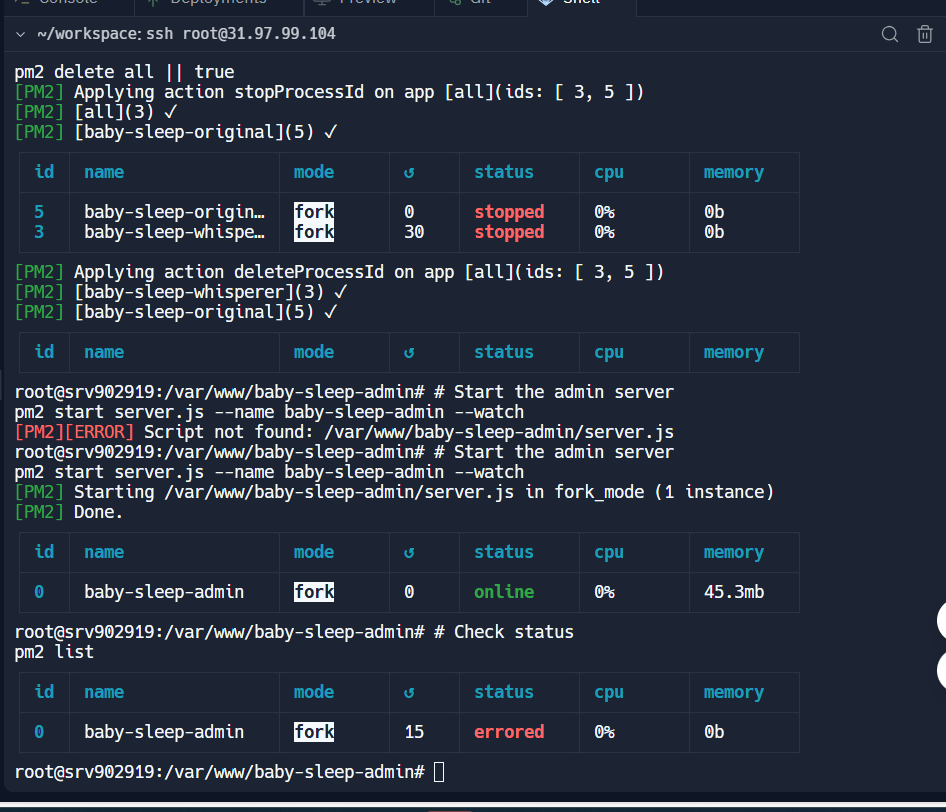 Console Deployments Preview Git Shell
~/workspace: ssh root@31.97.99.104
pm2 delete all || true
[PM2] Applying action stopProcessId on app [all](ids: [ 3, 5 ])
[PM2] [all](3) ✓
[PM2] [baby-sleep-original](5) ✓
id name mode ↺ status cpu memory
5 baby-sleep-origin… fork 0 stopped 0% 0b
3 baby-sleep-whispe… fork 30 stopped 0% 0b
[PM2] Applying action deleteProcessId on app [all](ids: [ 3, 5 ])
[PM2] [baby-sleep-whisperer](3) ✓
[PM2] [baby-sleep-original](5) ✓
id name mode ↺ status cpu memory
root@srv902919:/var/www/baby-sleep-admin# # Start the admin server
pm2 start server.js --name baby-sleep-admin --watch
[PM2][ERROR] Script not found: /var/www/baby-sleep-admin/server.js
root@srv902919:/var/www/baby-sleep-admin# # Start the admin server
pm2 start server.js --name baby-sleep-admin --watch
[PM2] Starting /var/www/baby-sleep-admin/server.js in fork_mode (1 instance)
[PM2] Done.
id name mode ↺ status cpu memory
0 baby-sleep-admin fork 0 online 0% 45.3mb
root@srv902919:/var/www/baby-sleep-admin# # Check status
pm2 list
id name mode ↺ status cpu memory
0 baby-sleep-admin fork 15 errored 0% 0b
root@srv902919:/var/www/baby-sleep-admin#